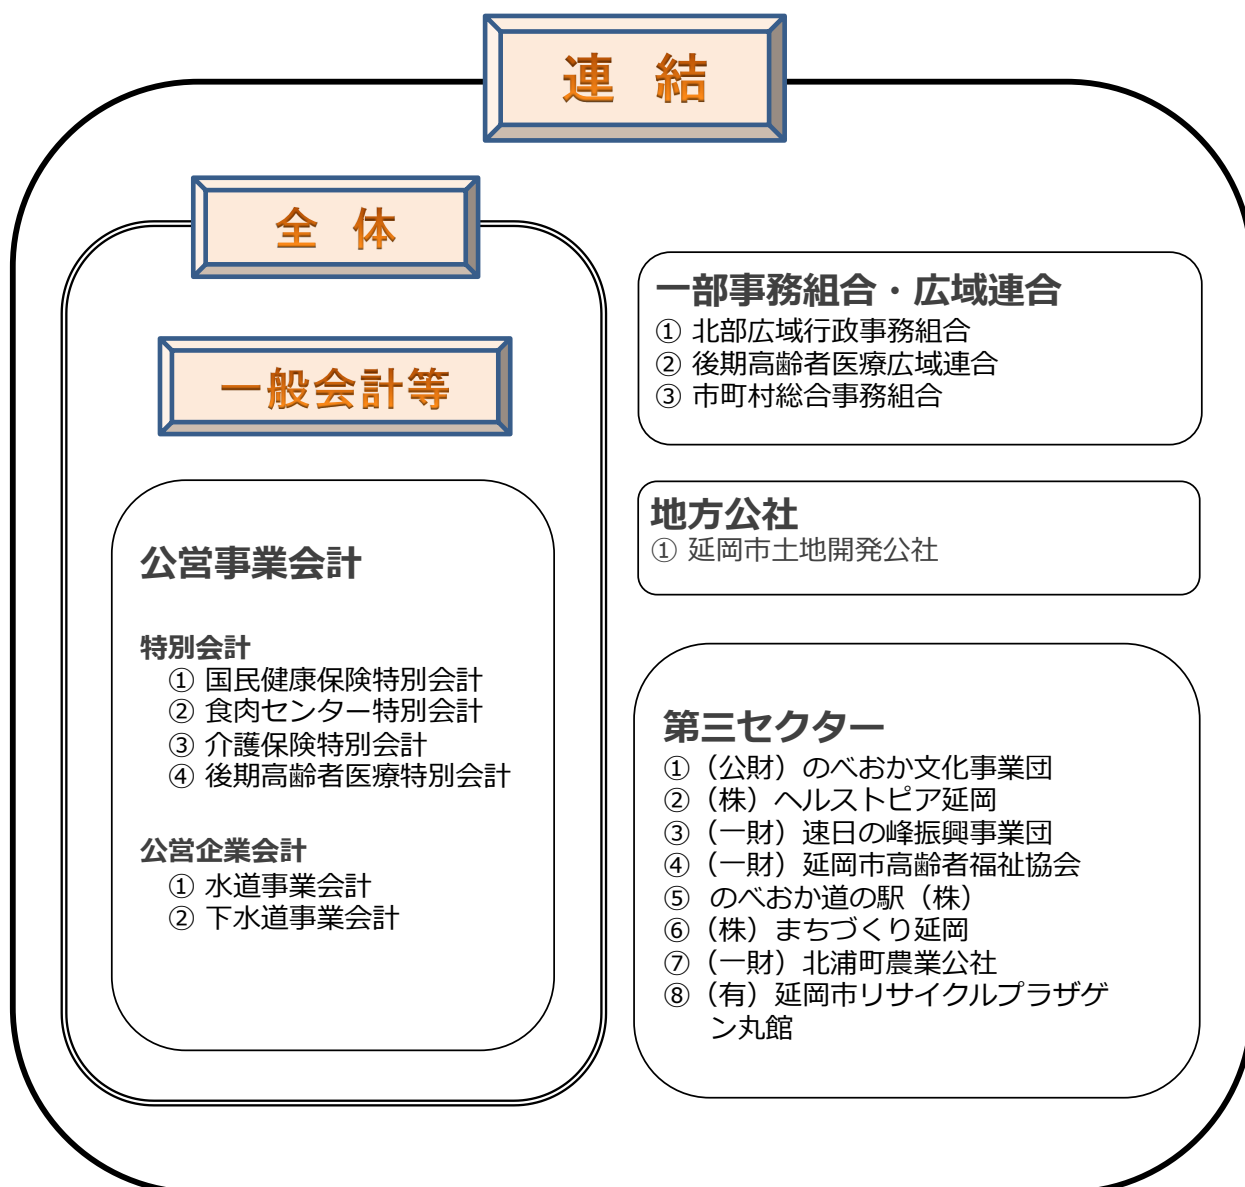 連 結
全 体
一般会計等
公営事業会計
特別会計
① 国民健康保険特別会計
② 食肉センター特別会計
③ 介護保険特別会計
④ 後期高齢者医療特別会計
公営企業会計
① 水道事業会計
② 下水道事業会計
一部事務組合・広域連合
① 北部広域行政事務組合
② 後期高齢者医療広域連合
③ 市町村総合事務組合
地方公社
① 延岡市土地開発公社
第三セクター
①（公財）のべおか文化事業団
②（株）ヘルストピア延岡
③（一財）速日の峰振興事業団
④（一財）延岡市高齢者福祉協会
⑤ のべおか道の駅（株）
⑥（株）まちづくり延岡
⑦（一財）北浦町農業公社
⑧（有）延岡市リサイクルプラザゲ
ン丸館